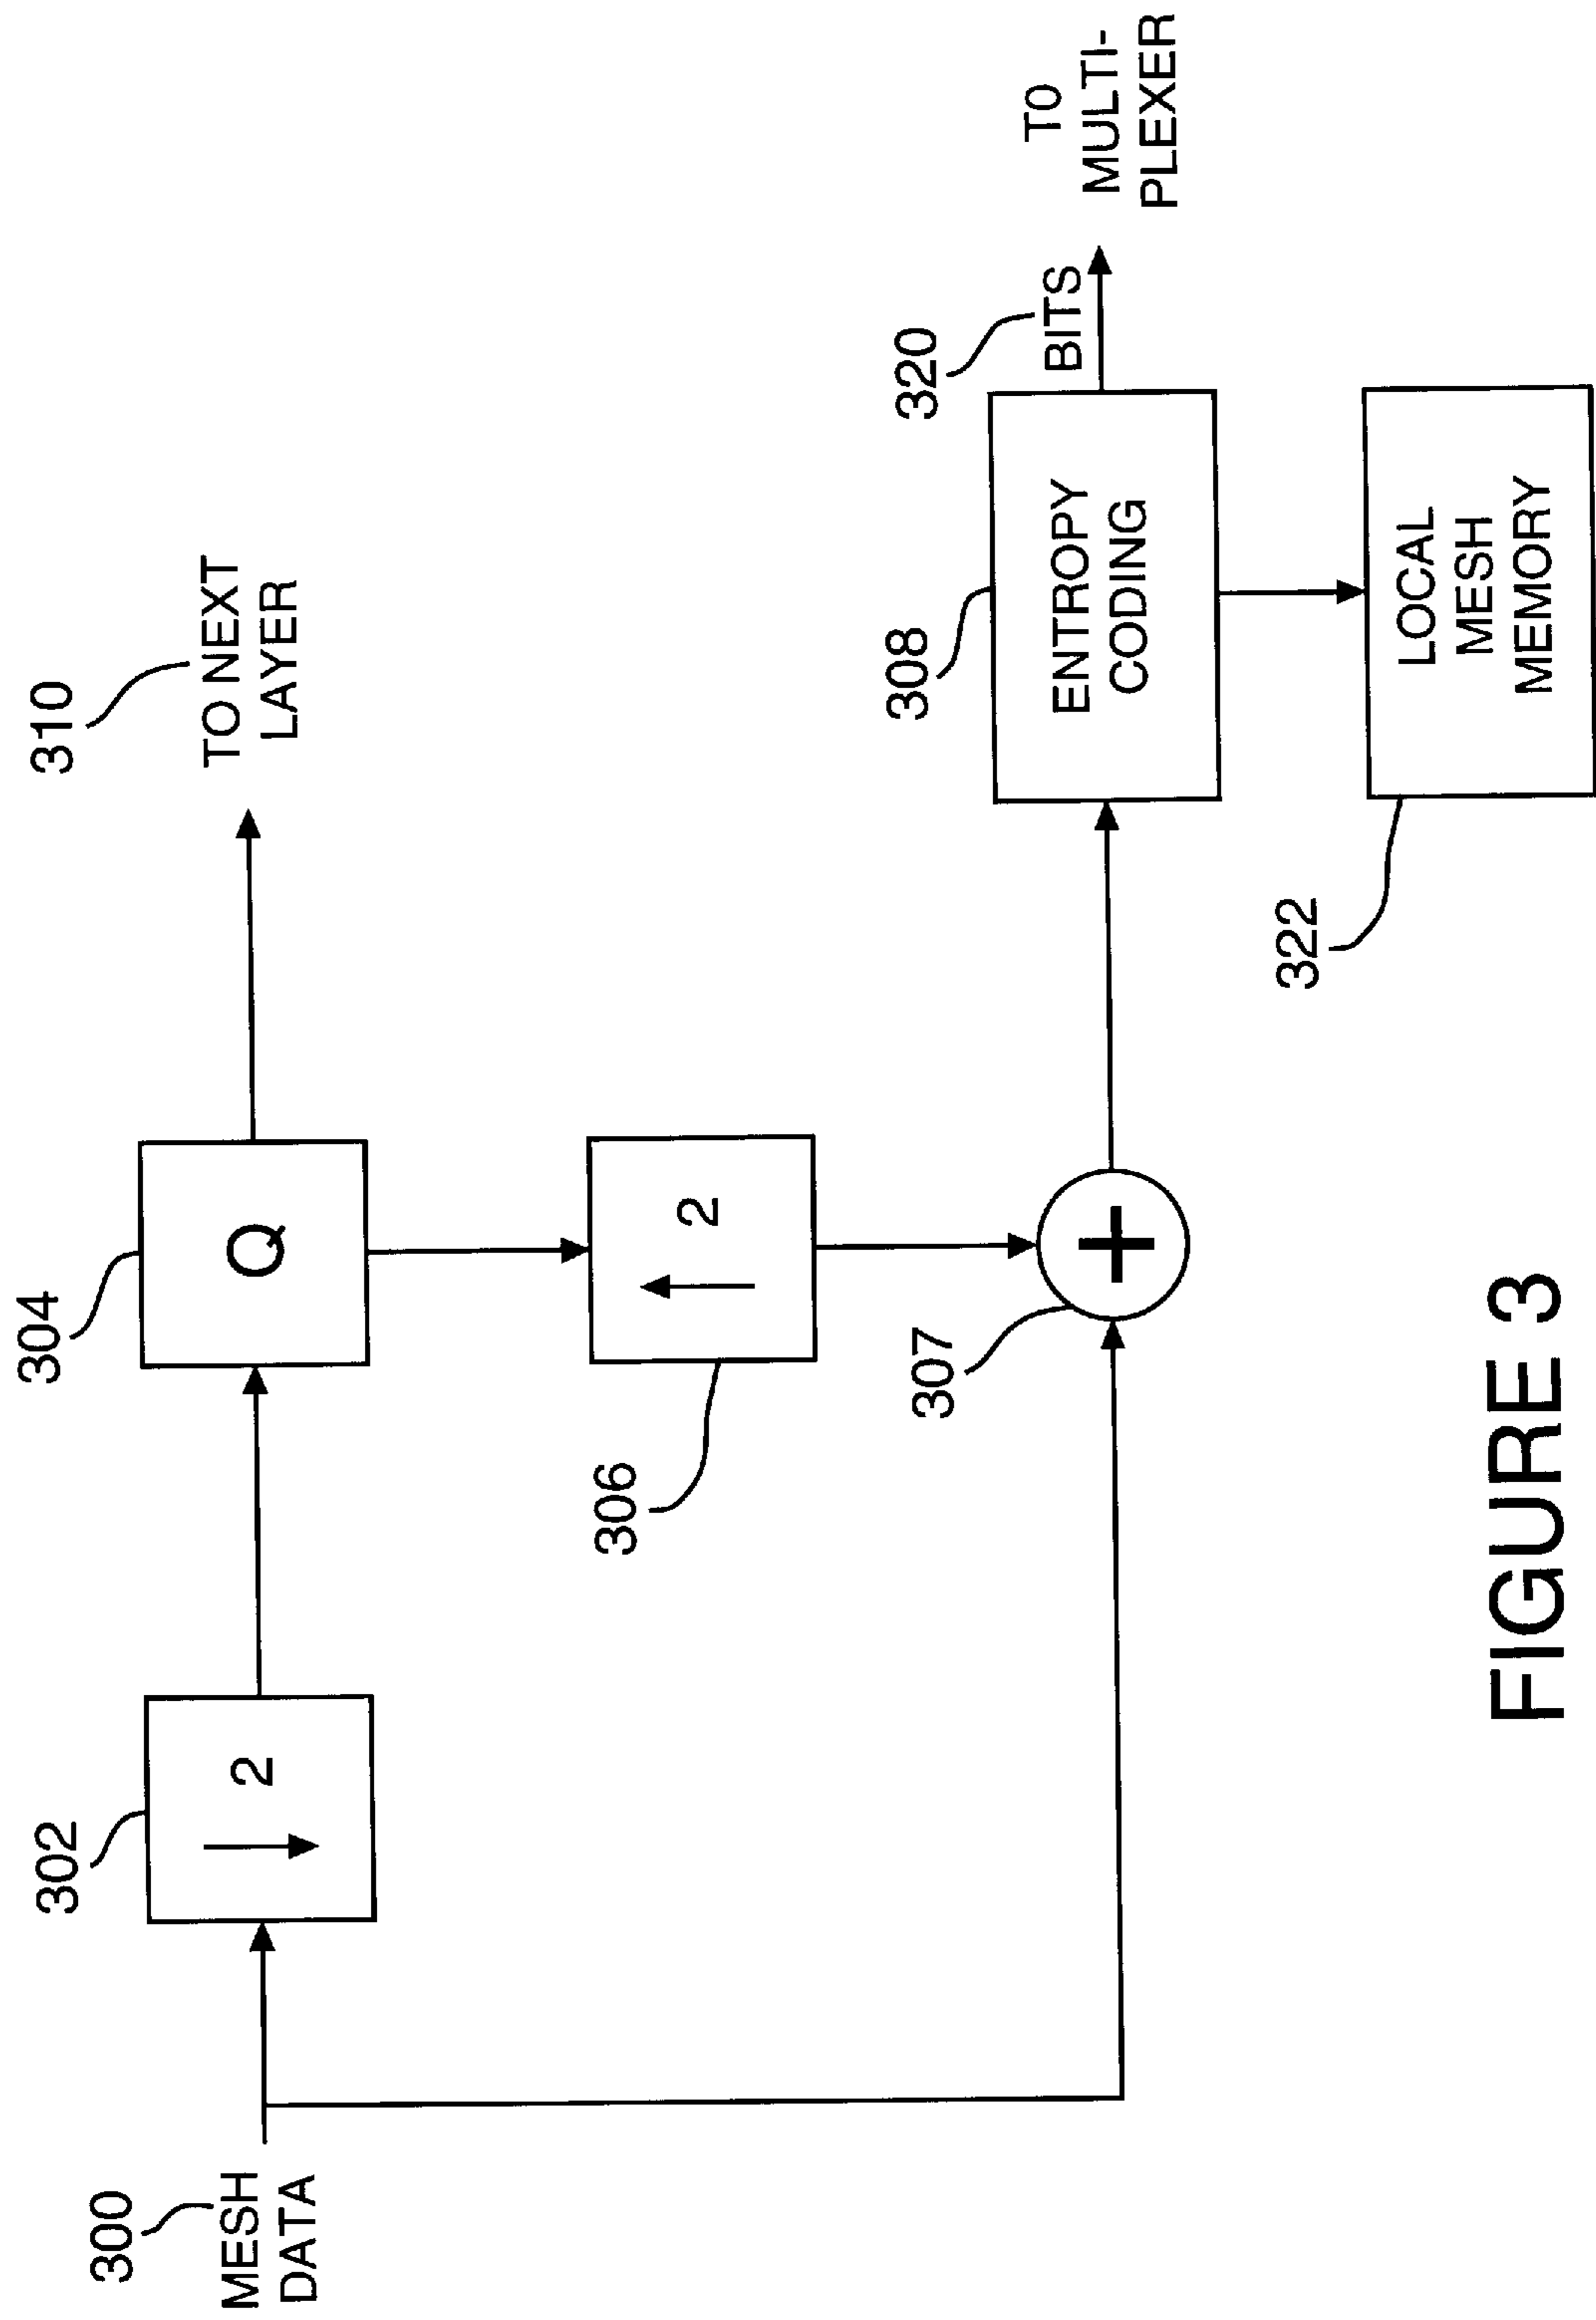 300
MESH
DATA
302
2
304
Q
310
TO NEXT
LAYER
306
2
307
+
308
ENTROPY
CODING
320
BITS
TO
MULTI-
PLEXER
322
LOCAL
MESH
MEMORY
FIGURE 3